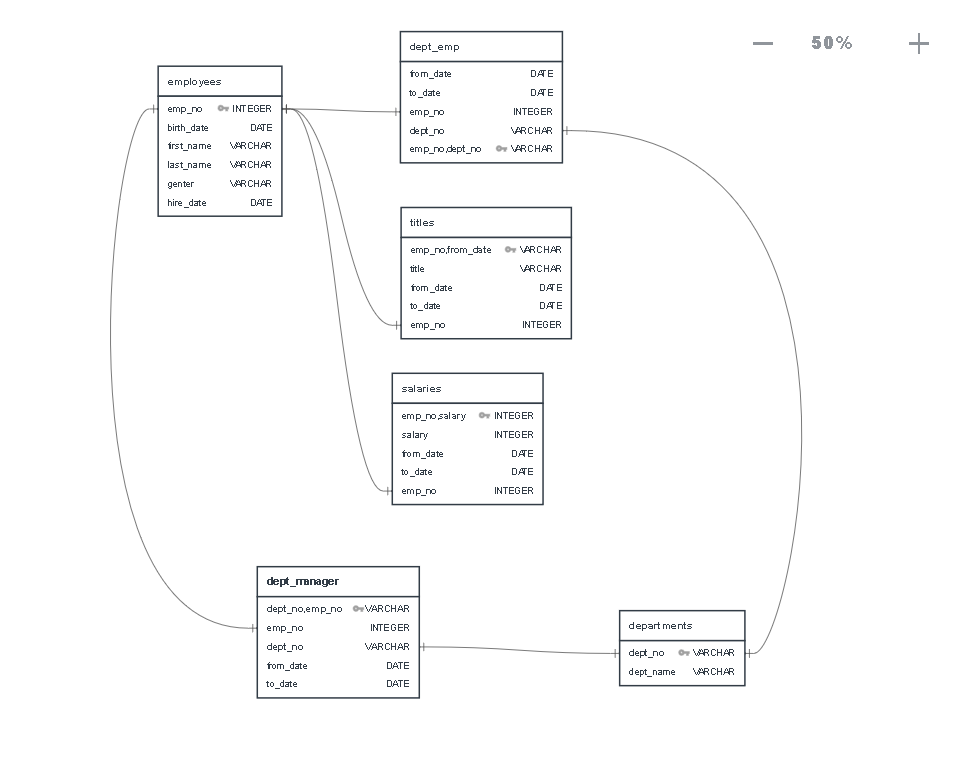 50%
employees
emp_no INTEGER
birth_date DATE
first_name VARCHAR
last_name VARCHAR
genter VARCHAR
hire_date DATE
dept_emp
from_date DATE
to_date DATE
emp_no INTEGER
dept_no VARCHAR
emp_no,dept_no VARCHAR
titles
emp_no,from_date VARCHAR
title VARCHAR
from_date DATE
to_date DATE
emp_no INTEGER
salaries
emp_no,salary INTEGER
salary INTEGER
from_date DATE
to_date DATE
emp_no INTEGER
dept_manager
dept_no,emp_no VARCHAR
emp_no INTEGER
dept_no VARCHAR
from_date DATE
to_date DATE
departments
dept_no VARCHAR
dept_name VARCHAR